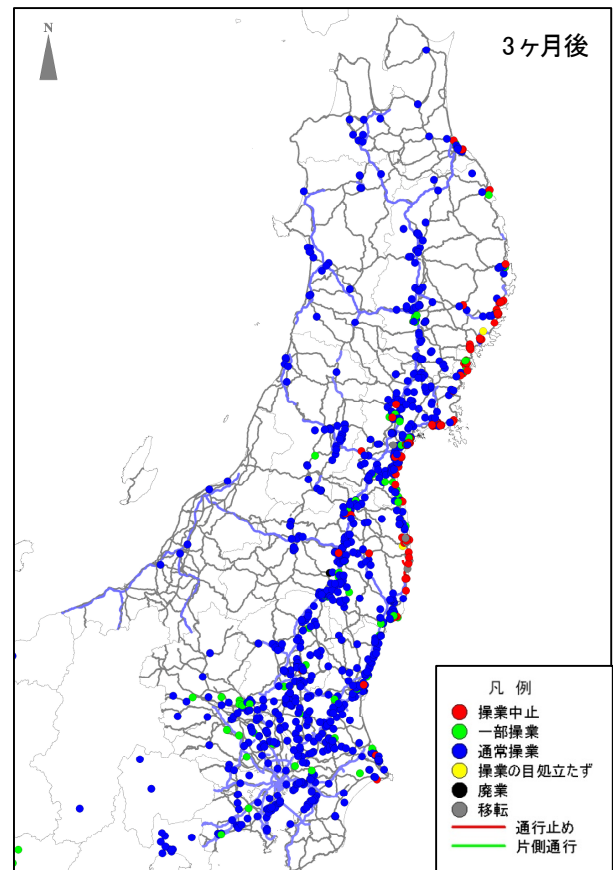 N
3ヶ月後
凡例
操業中止
一部操業
通常操業
操業の目処立たず
廃業
移転
通行止め
片側通行